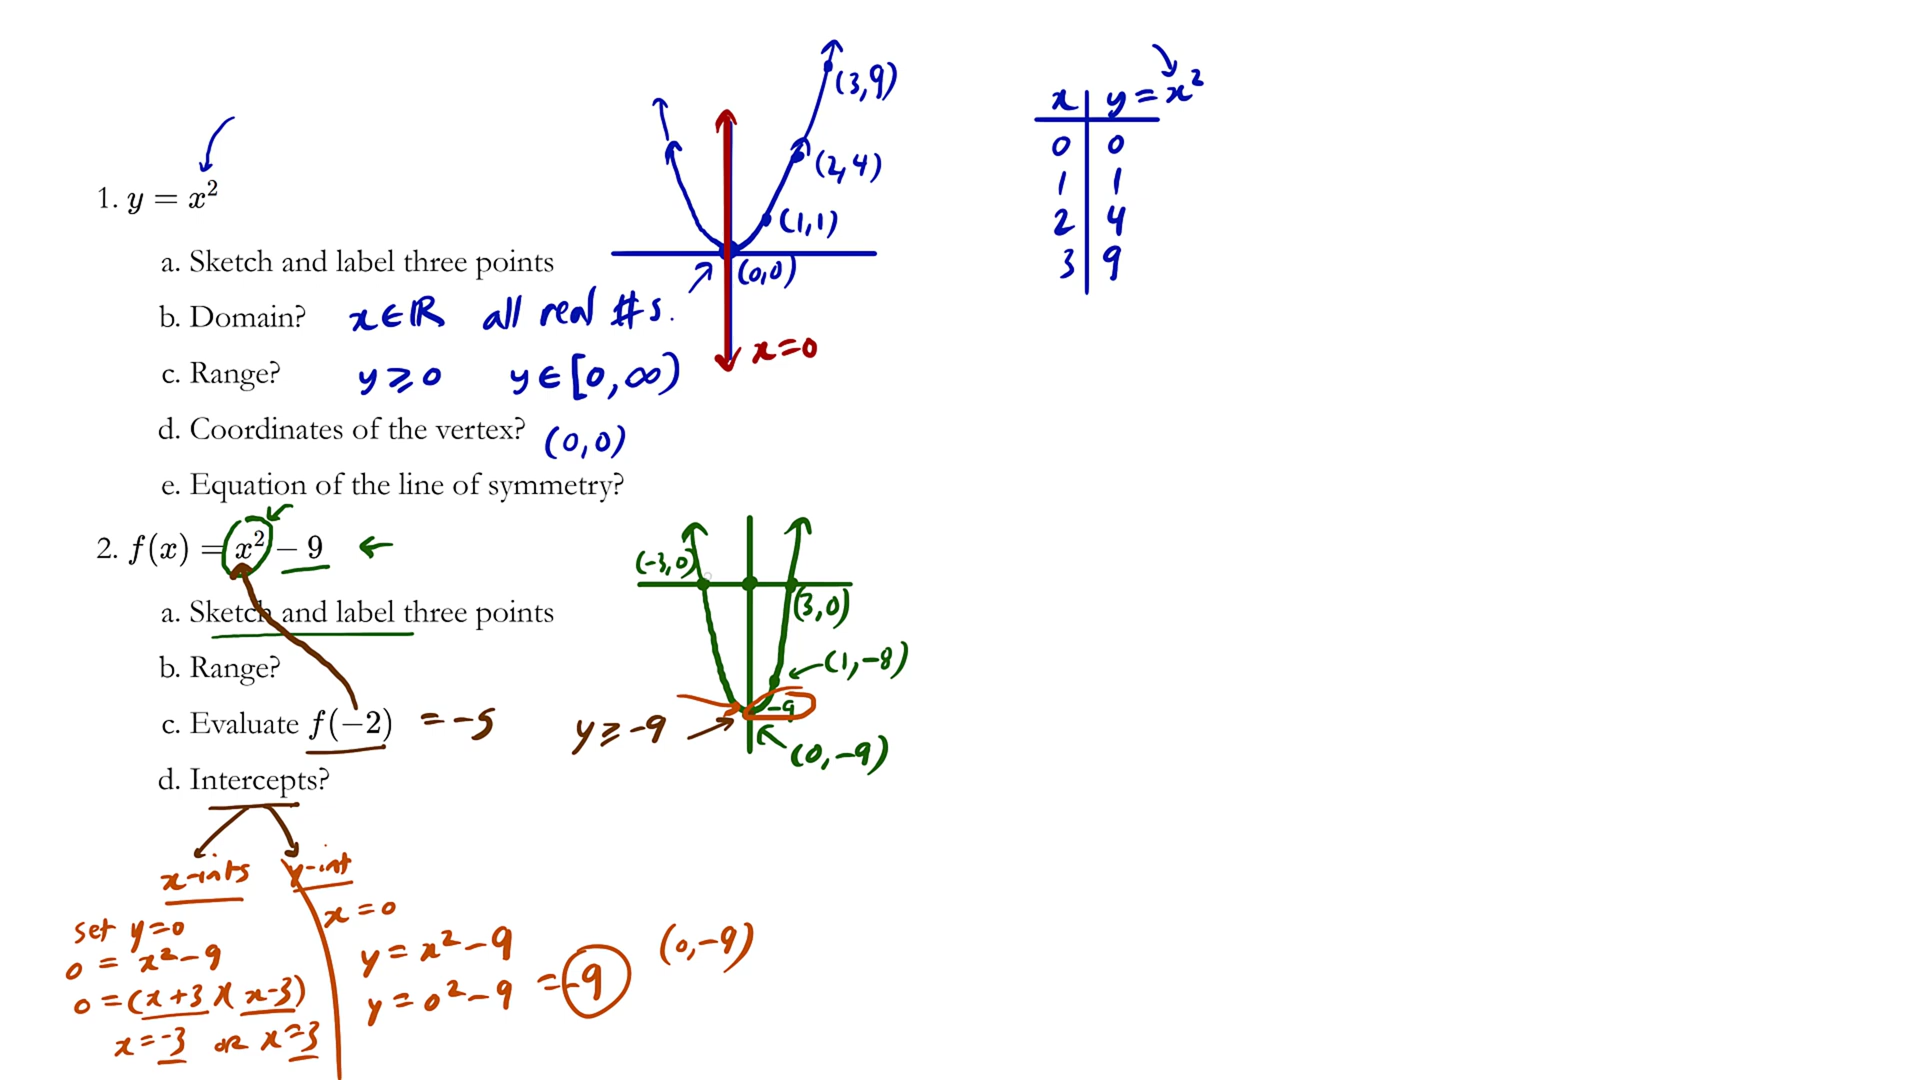 1. y = x²
a. Sketch and label three points
b. Domain? x∈ℝ all real #s.
c. Range? y ≥ 0 y∈[0,∞)
d. Coordinates of the vertex? (0,0)
e. Equation of the line of symmetry?
(3,9)
(2,4)
(1,1)
(0,0)
x=0
x y=x²
0 0
1 1
2 4
3 9
2. f(x) = x² − 9
a. Sketch and label three points
b. Range?
c. Evaluate f(−2) = −5
y ≥ −9
d. Intercepts?
(−3,0)
(3,0)
(1,−8)
−9
(0,−9)
x-ints
set y=0
0 = x²−9
0 = (x+3)(x−3)
x=−3 or x=3
y-int
x=0
y = x²−9
y = 0²−9 = −9
(0,−9)